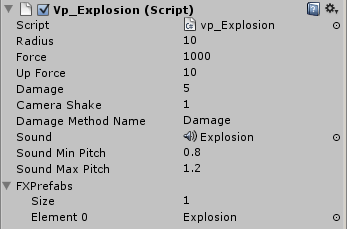 Vp_Explosion (Script)
Script vp_Explosion
Radius 10
Force 1000
Up Force 10
Damage 5
Camera Shake 1
Damage Method Name Damage
Sound Explosion
Sound Min Pitch 0.8
Sound Max Pitch 1.2
FXPrefabs
Size 1
Element 0 Explosion